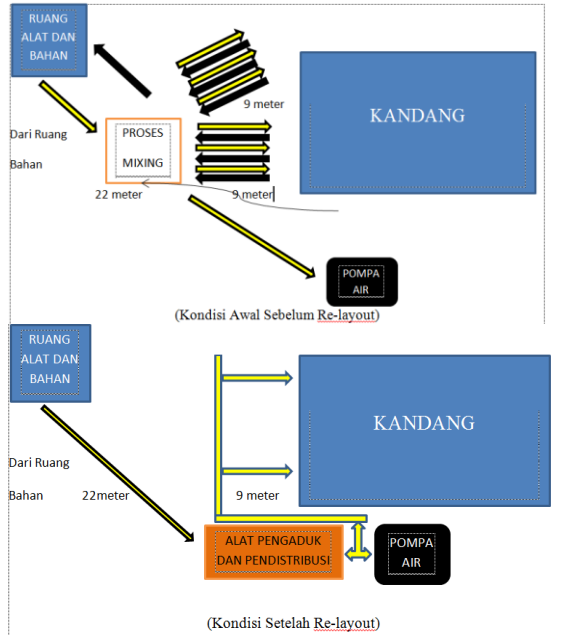 RUANG
ALAT DAN
BAHAN
9 meter
KANDANG
Dari Ruang
PROSES
Bahan
MIXING
22 meter
9 meter
POMPA
AIR
(Kondisi Awal Sebelum Re-layout)
RUANG
ALAT DAN
BAHAN
KANDANG
Dari Ruang
Bahan
22meter
9 meter
ALAT PENGADUK
DAN PENDISTRIBUSI
POMPA
AIR
(Kondisi Setelah Re-layout)